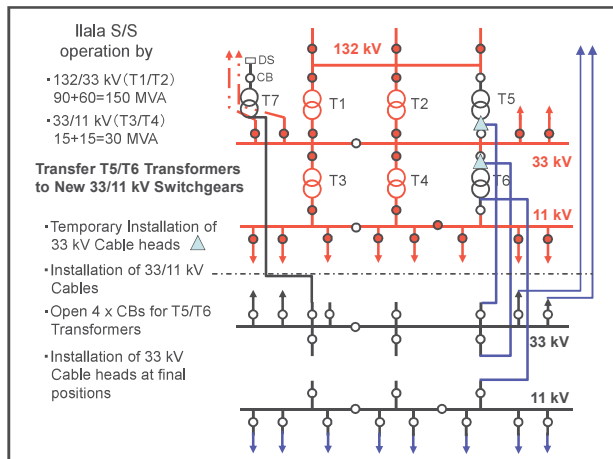 Ilala S/S
operation by
・132/33 kV(T1/T2)
90+60=150 MVA
・33/11 kV(T3/T4)
15+15=30 MVA
Transfer T5/T6 Transformers
to New 33/11 kV Switchgears
・Temporary Installation of
33 kV Cable heads
・Installation of 33/11 kV
Cables
・Open 4 x CBs for T5/T6
Transformers
・Installation of 33 kV
Cable heads at final
positions
DS
CB
132 kV
T7
T1
T2
T5
33 kV
T3
T4
T6
11 kV
33 kV
11 kV